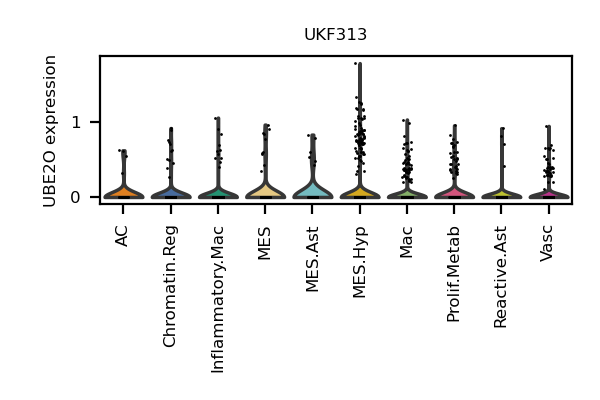 UKF313
UBE2O expression
1
0
AC
Chromatin.Reg
Inflammatory.Mac
MES
MES.Ast
MES.Hyp
Mac
Prolif.Metab
Reactive.Ast
Vasc